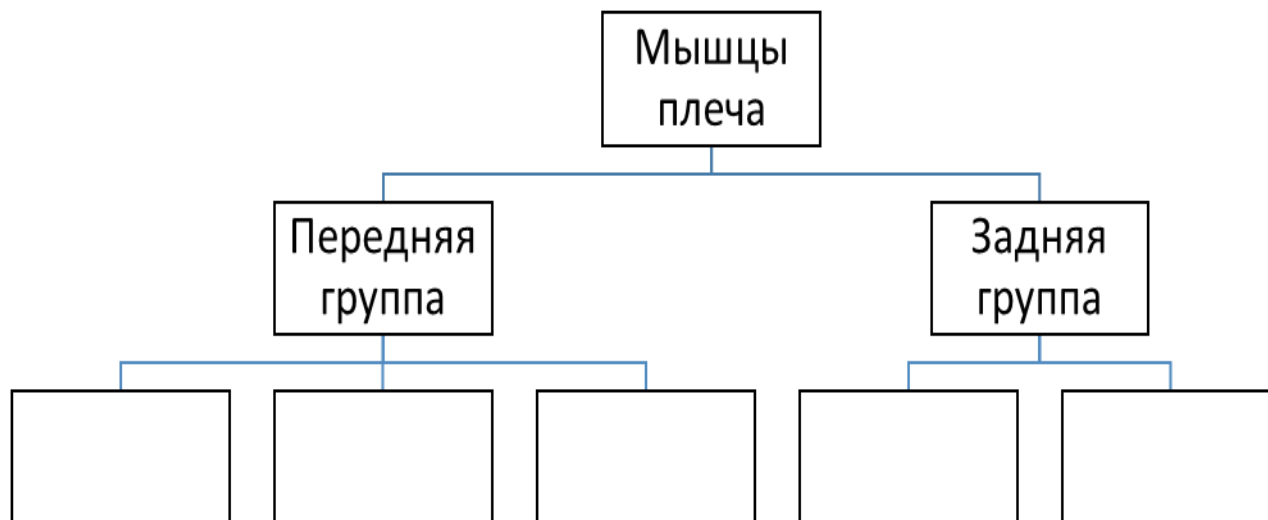 Мышцы
плеча
Передняя
группа
Задняя
группа